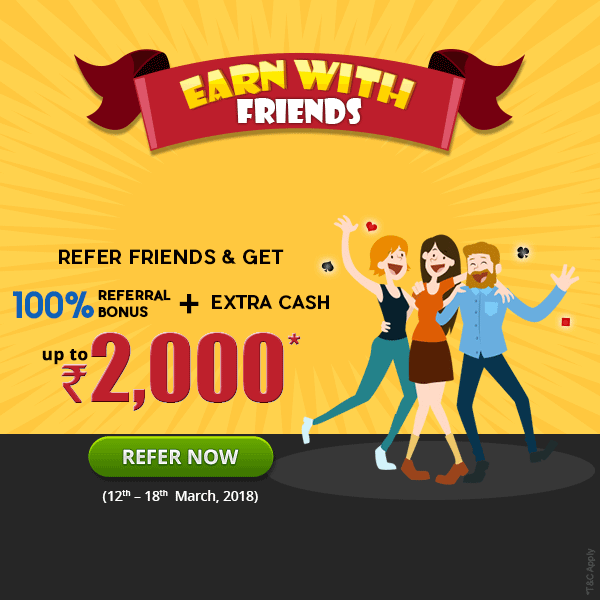 EARN WITH
FRIENDS
REFER FRIENDS & GET
100% REFERRAL BONUS + EXTRA CASH
up to ₹2,000*
REFER NOW
(12th – 18th March, 2018)
*T&C Apply